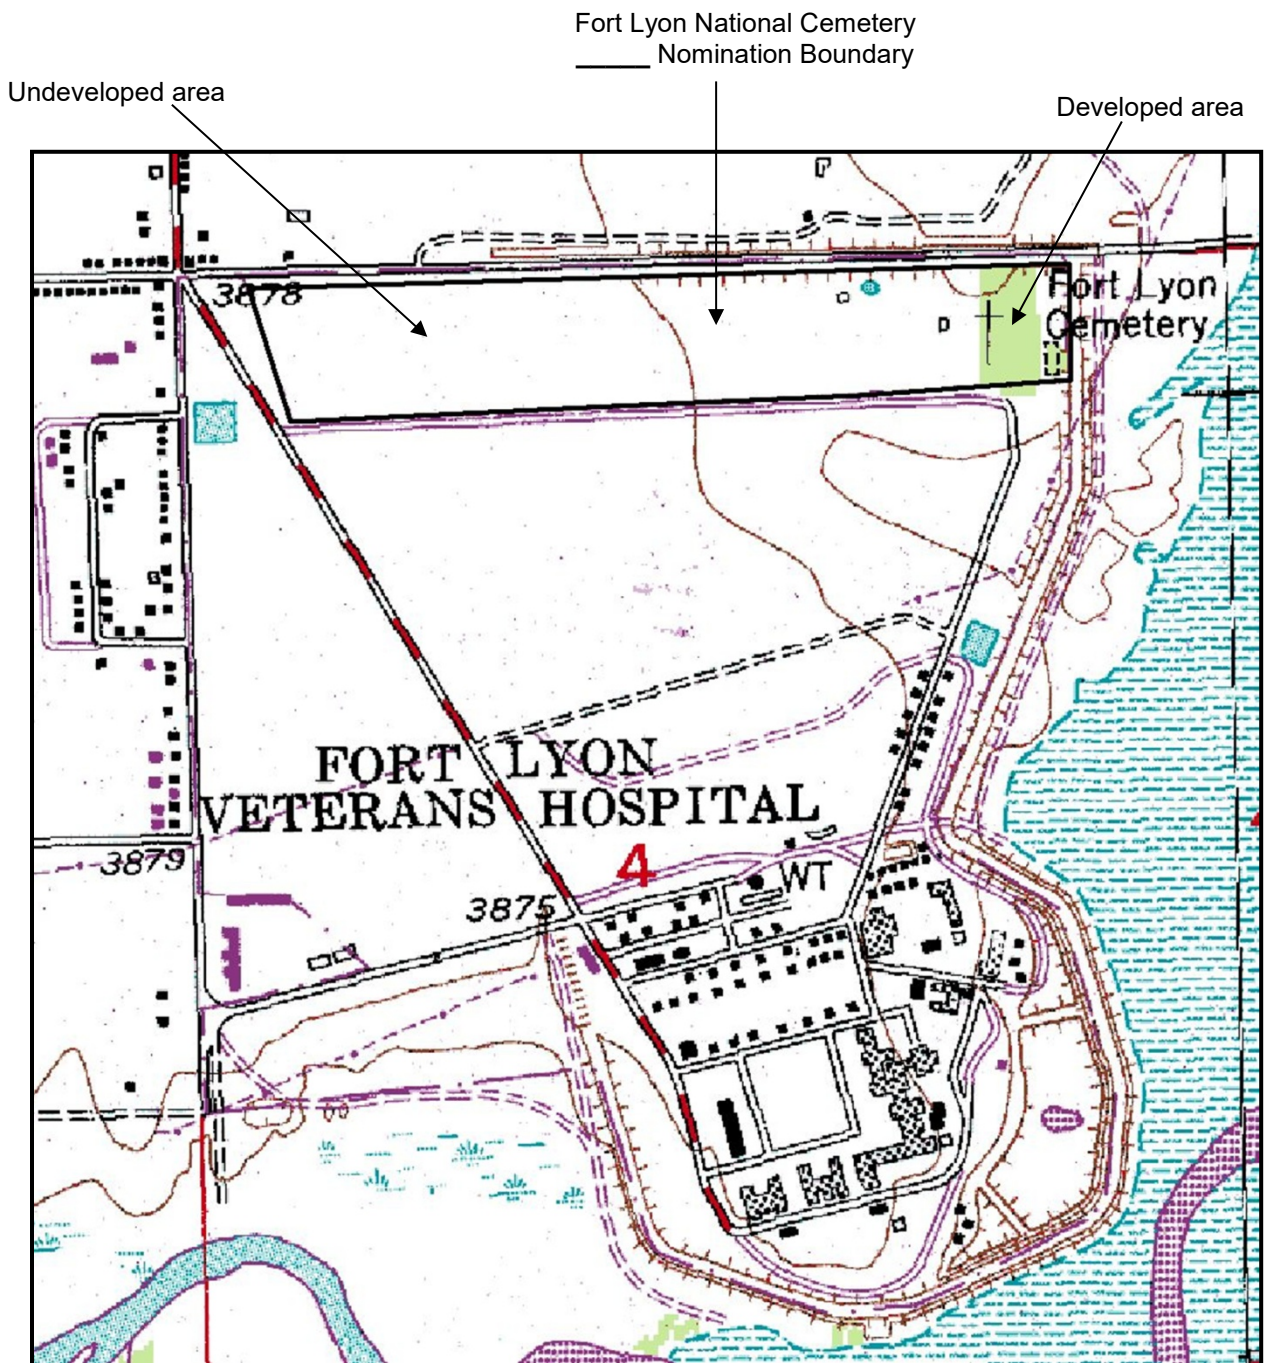 Fort Lyon National Cemetery
_____ Nomination Boundary
Undeveloped area
Developed area
3878
Fort Lyon
Cemetery
FORT LYON
VETERANS HOSPITAL
3879
4
WT
3875